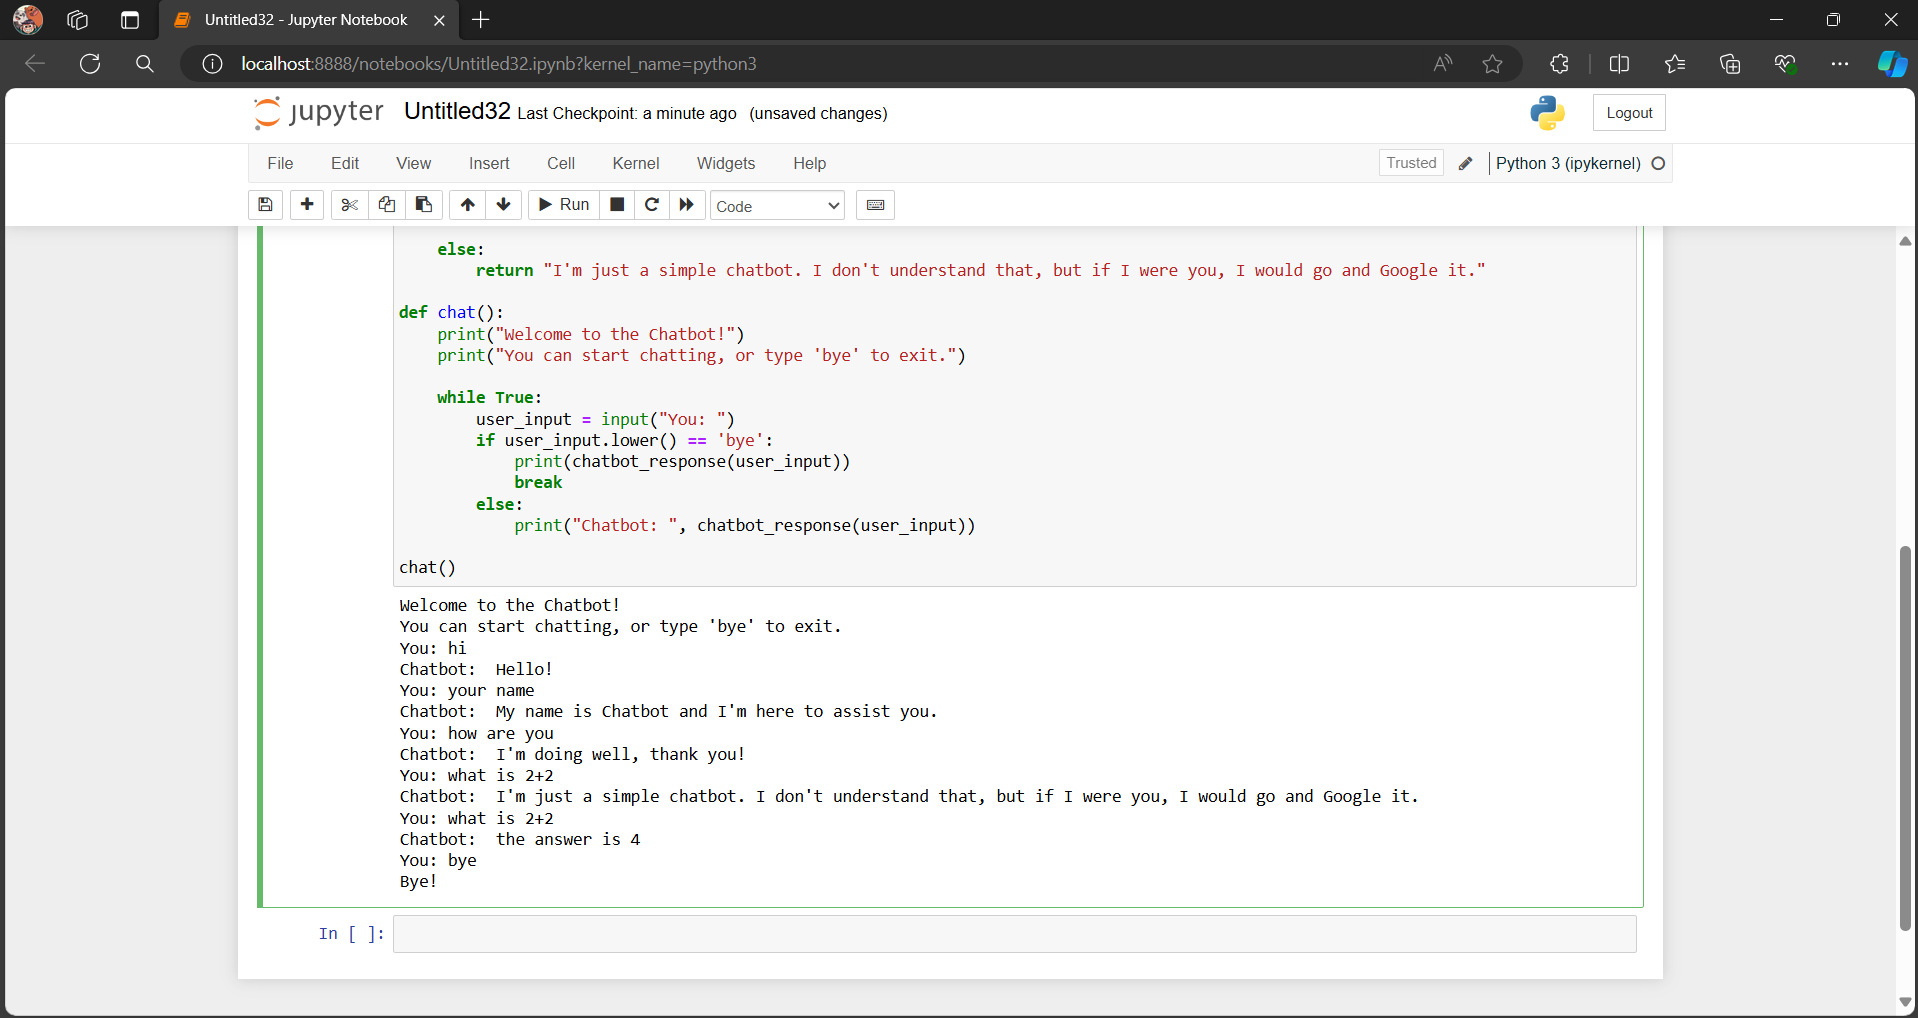 Untitled32 - Jupyter Notebook
localhost:8888/notebooks/Untitled32.ipynb?kernel_name=python3
jupyter Untitled32 Last Checkpoint: a minute ago (unsaved changes) Logout
File Edit View Insert Cell Kernel Widgets Help Trusted Python 3 (ipykernel)
Run Code
    else:
        return "I'm just a simple chatbot. I don't understand that, but if I were you, I would go and Google it."
def chat():
    print("Welcome to the Chatbot!")
    print("You can start chatting, or type 'bye' to exit.")
    while True:
        user_input = input("You: ")
        if user_input.lower() == 'bye':
            print(chatbot_response(user_input))
            break
        else:
            print("Chatbot: ", chatbot_response(user_input))
chat()
Welcome to the Chatbot!
You can start chatting, or type 'bye' to exit.
You: hi
Chatbot:  Hello!
You: your name
Chatbot:  My name is Chatbot and I'm here to assist you.
You: how are you
Chatbot:  I'm doing well, thank you!
You: what is 2+2
Chatbot:  I'm just a simple chatbot. I don't understand that, but if I were you, I would go and Google it.
You: what is 2+2
Chatbot:  the answer is 4
You: bye
Bye!
In [ ]: